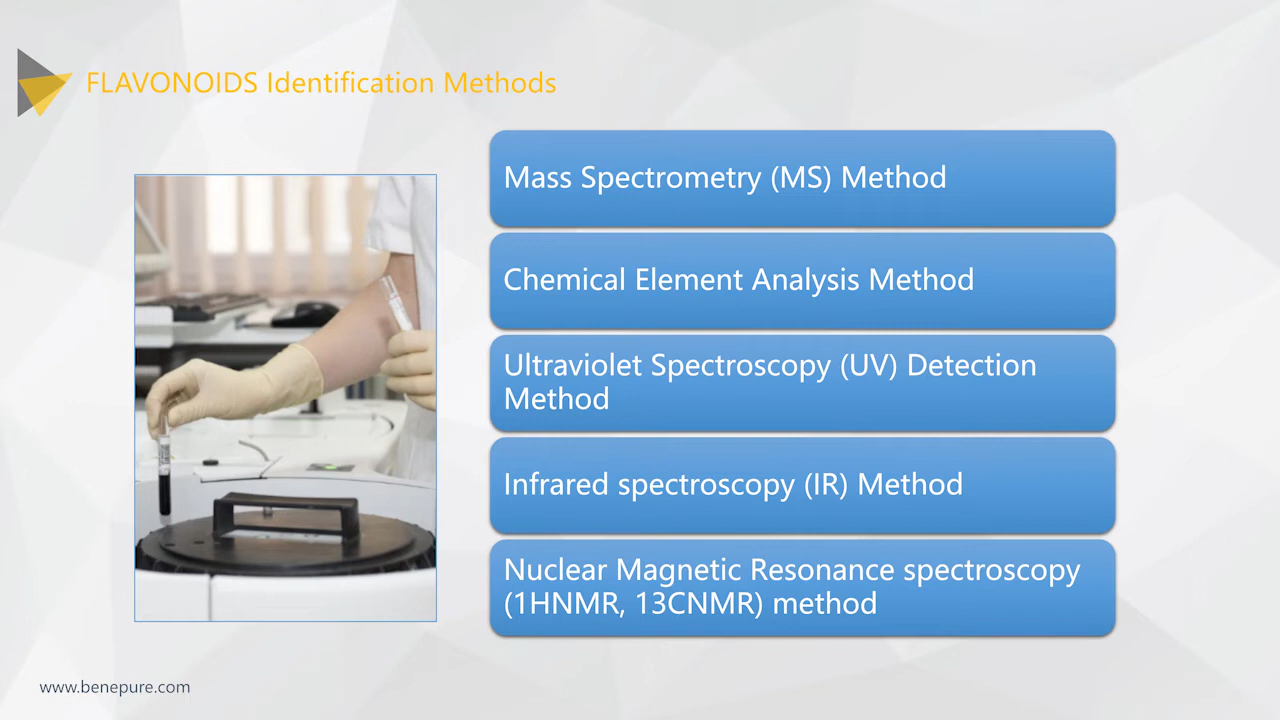 FLAVONOIDS Identification Methods
Mass Spectrometry (MS) Method
Chemical Element Analysis Method
Ultraviolet Spectroscopy (UV) Detection
Method
Infrared spectroscopy (IR) Method
Nuclear Magnetic Resonance spectroscopy
(1HNMR, 13CNMR) method
www.benepure.com